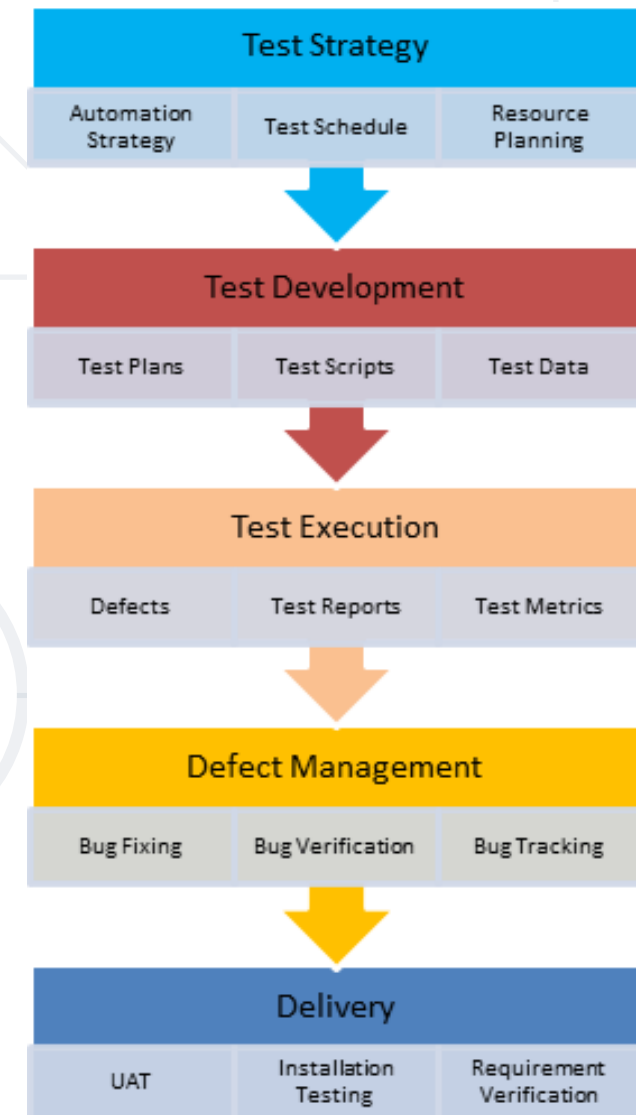 Test Strategy
Automation
Strategy
Test Schedule
Resource
Planning
Test Development
Test Plans
Test Scripts
Test Data
Test Execution
Defects
Test Reports
Test Metrics
Defect Management
Bug Fixing
Bug Verification
Bug Tracking
Delivery
UAT
Installation
Testing
Requirement
Verification